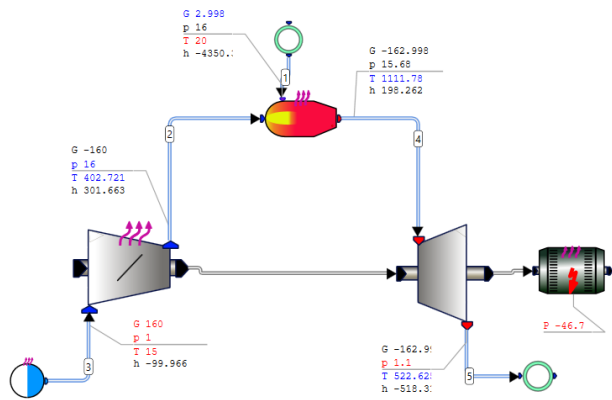 G 2.998
p 16
T 20
h -4350.
1
G -162.998
p 15.68
T 1111.78
h 198.262
2
4
G -160
p 16
T 402.721
h 301.663
G 160
p 1
T 15
h -99.966
3
G -162.99
p 1.1
T 522.62
h -518.3
5
P -46.7